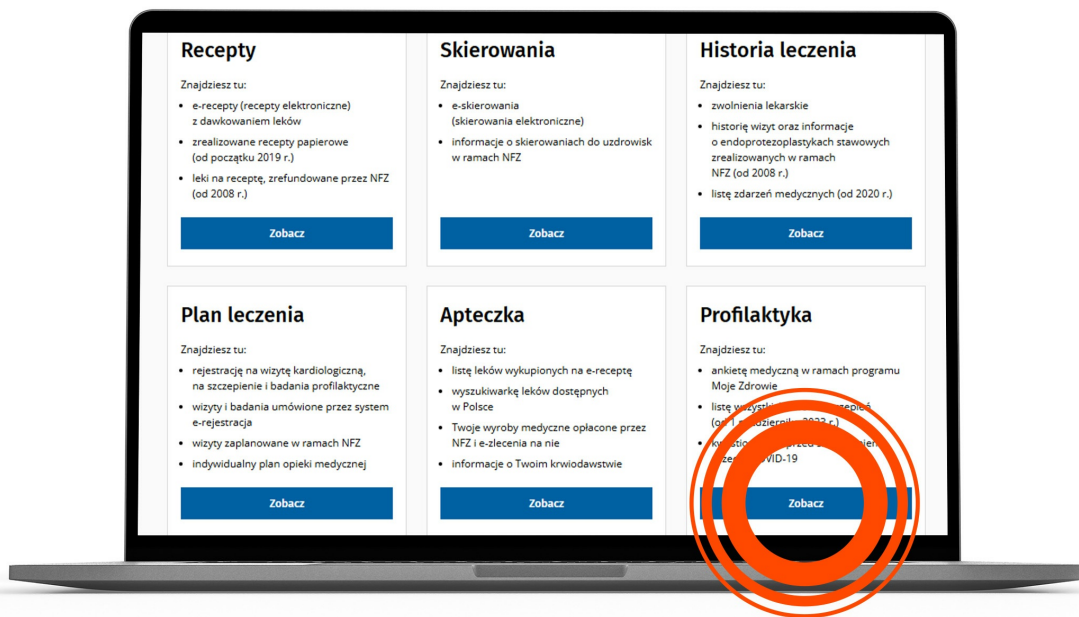 Recepty
Znajdziesz tu:
• e-recepty (recepty elektroniczne)
z dawkowaniem leków
• zrealizowane recepty papierowe
(od początku 2019 r.)
• leki na receptę, zrefundowane przez NFZ
(od 2008 r.)
Zobacz
Skierowania
Znajdziesz tu:
• e-skierowania
(skierowania elektroniczne)
• informacje o skierowaniach do uzdrowisk
w ramach NFZ
Zobacz
Historia leczenia
Znajdziesz tu:
• zwolnienia lekarskie
• historię wizyt oraz informacje
o endoprotezoplastykach stawowych
zrealizowanych w ramach
NFZ (od 2008 r.)
• listę zdarzeń medycznych (od 2020 r.)
Zobacz
Plan leczenia
Znajdziesz tu:
• rejestrację na wizytę kardiologiczną,
na szczepienie i badania profilaktyczne
• wizyty i badania umówione przez system
e-rejestracja
• wizyty zaplanowane w ramach NFZ
• indywidualny plan opieki medycznej
Zobacz
Apteczka
Znajdziesz tu:
• listę leków wykupionych na e-receptę
• wyszukiwarkę leków dostępnych
w Polsce
• Twoje wyroby medyczne opłacone przez
NFZ i e-zlecenia na nie
• informacje o Twoim krwiodawstwie
Zobacz
Profilaktyka
Znajdziesz tu:
• ankietę medyczną w ramach programu
Moje Zdrowie
• listę
(od 1 2023 r.)
• przed
Zobacz